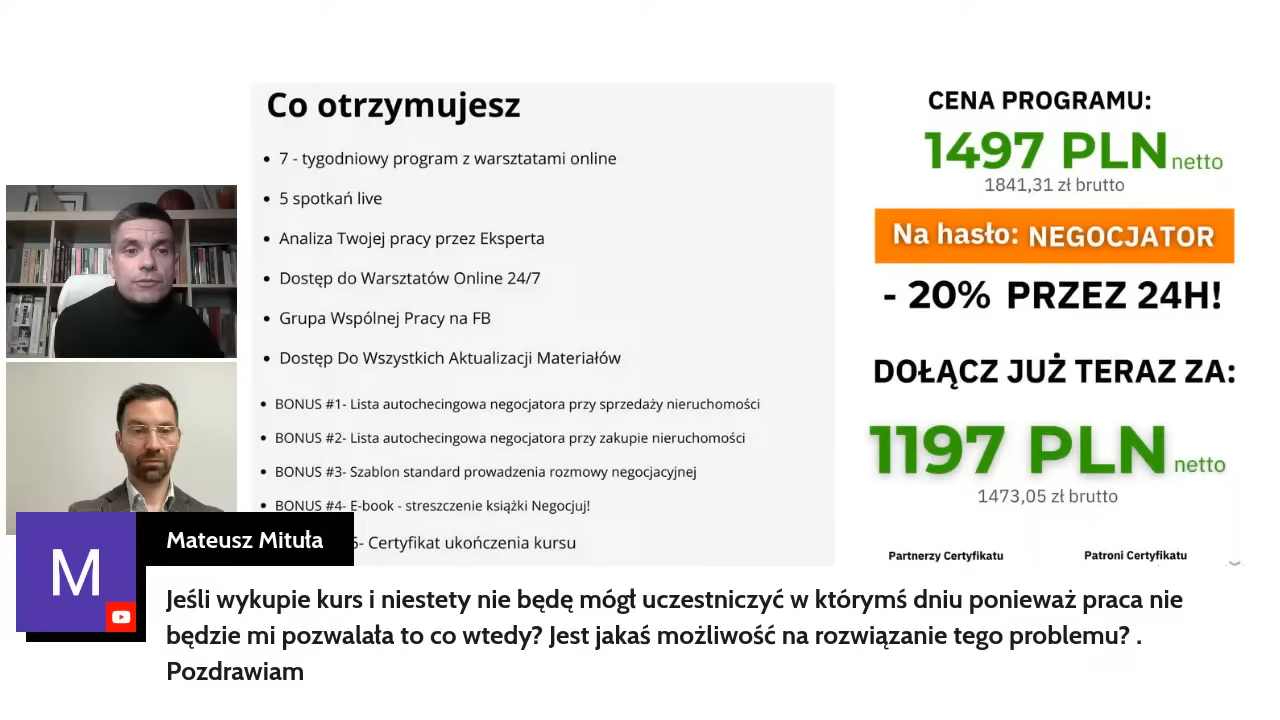 Co otrzymujesz
7 - tygodniowy program z warsztatami online
5 spotkań live
Analiza Twojej pracy przez Eksperta
Dostęp do Warsztatów Online 24/7
Grupa Wspólnej Pracy na FB
Dostęp Do Wszystkich Aktualizacji Materiałów
BONUS #1- Lista autochecingowa negocjatora przy sprzedaży nieruchomości
BONUS #2- Lista autochecingowa negocjatora przy zakupie nieruchomości
BONUS #3- Szablon standard prowadzenia rozmowy negocjacyjnej
BONUS #4- E-book - streszczenie książki Negocjuj!
5- Certyfikat ukończenia kursu
CENA PROGRAMU:
1497 PLN netto
1841,31 zł brutto
Na hasło: NEGOCJATOR
- 20% PRZEZ 24H!
DOŁĄCZ JUŻ TERAZ ZA:
1197 PLN netto
1473,05 zł brutto
Partnerzy Certyfikatu
Patroni Certyfikatu
M
Mateusz Mituła
Jeśli wykupie kurs i niestety nie będę mógł uczestniczyć w którymś dniu ponieważ praca nie
będzie mi pozwalała to co wtedy? Jest jakaś możliwość na rozwiązanie tego problemu? .
Pozdrawiam